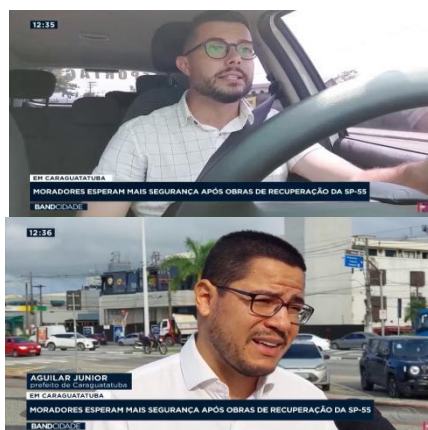 12:35
EM CARAGUATATUBA
MORADORES ESPERAM MAIS SEGURANÇA APÓS OBRAS DE RECUPERAÇÃO DA SP-55
BANDCIDADE
12:36
AGUILAR JUNIOR
prefeito de Caraguatatuba
EM CARAGUATATUBA
MORADORES ESPERAM MAIS SEGURANÇA APÓS OBRAS DE RECUPERAÇÃO DA SP-55
BANDCIDADE